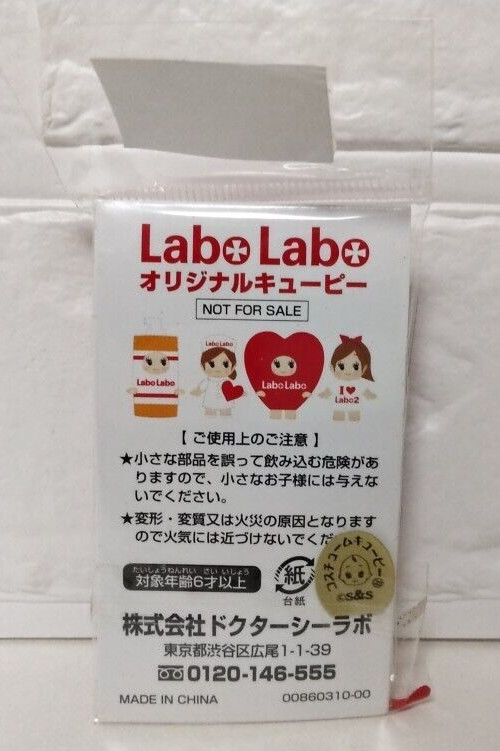 Labo Labo
オリジナルキューピー
NOT FOR SALE
Labo Labo
Labo Labo
Labo Labo
I ♥
Labo2
【 ご使用上のご注意 】
★小さな部品を誤って飲み込む危険があ
りますので、小さなお子様には与えな
いでください。
★変形・変質又は火災の原因となります
ので火気には近づけないでくだ
たいしょうねんれい さい いじょう
対象年齢6才以上
紙
台紙
コスチュームキューピー
©S&S
株式会社ドクターシーラボ
東京都渋谷区広尾1-1-39
0120-146-555
MADE IN CHINA 00860310-00